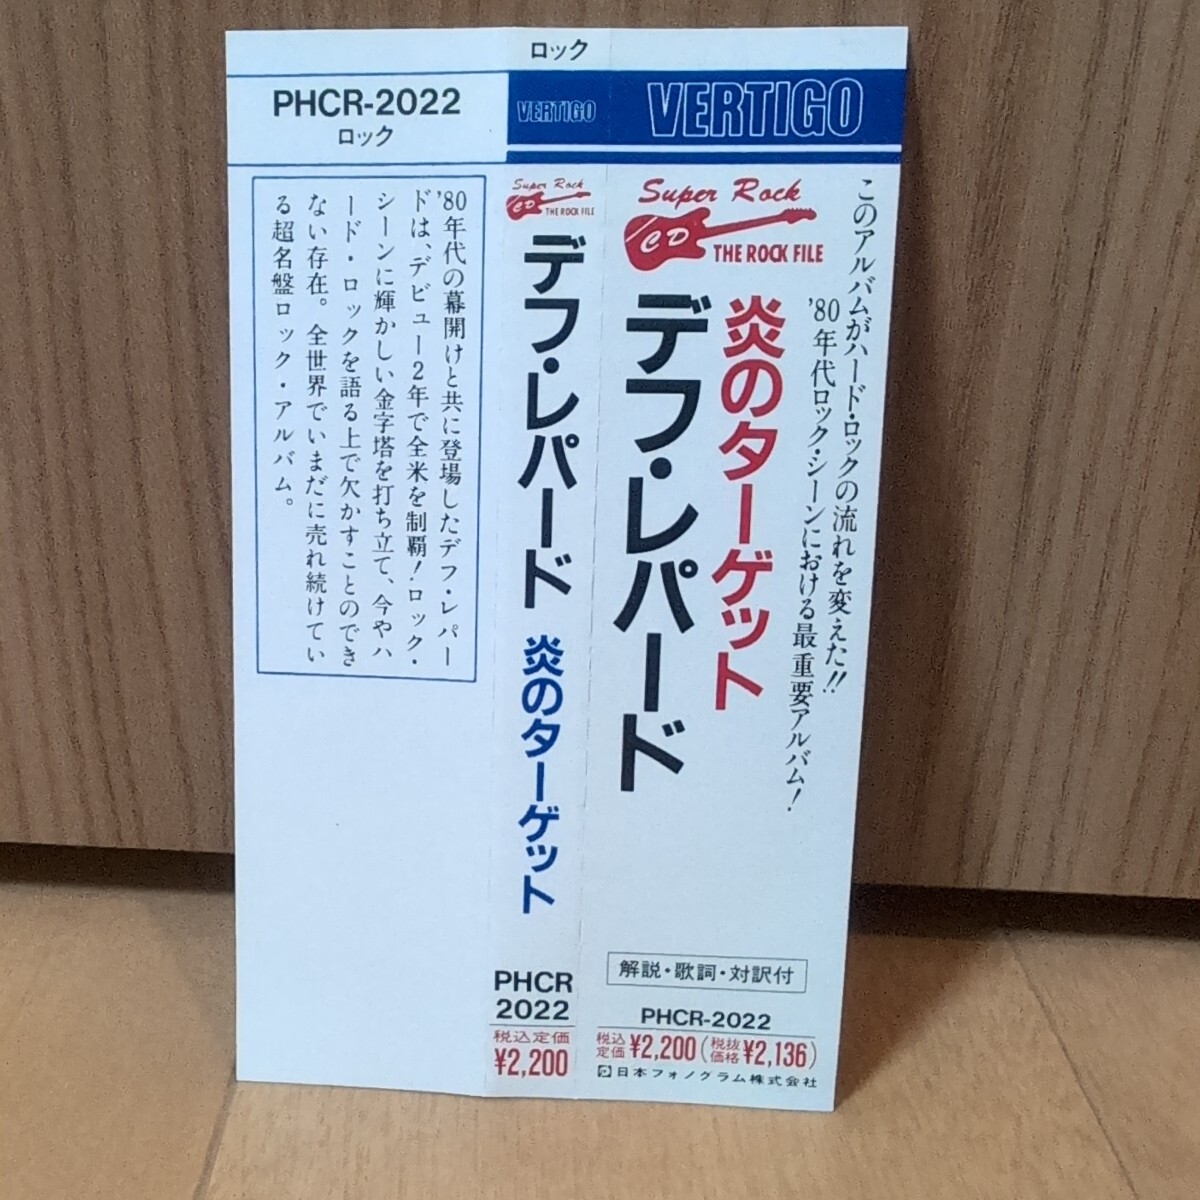 PHCR-2022
ロック
'80年代の幕開けと共に登場したデフ・レパー
ドは、デビュー2年で全米を制覇!ロック・
シーンに輝かしい金字塔を打ち立て、今やハ
ード・ロックを語る上で欠かすことのでき
ない存在。全世界でいまだに売れ続けてい
る超名盤ロック・アルバム。
ロック
VERTIGO
Super Rock
CD
THE ROCK FILE
デフ・レパード 炎のターゲット
PHCR
2022
税込定価
¥2,200
VERTIGO
Super Rock
CD
THE ROCK FILE
このアルバムがハード・ロックの流れを変えた!!
'80年代ロック・シーンにおける最重要アルバム!
炎のターゲット
デフ・レパード
解説・歌詞・対訳付
PHCR-2022
税込定価¥2,200(税抜価格¥2,136)
日本フォノグラム株式会社